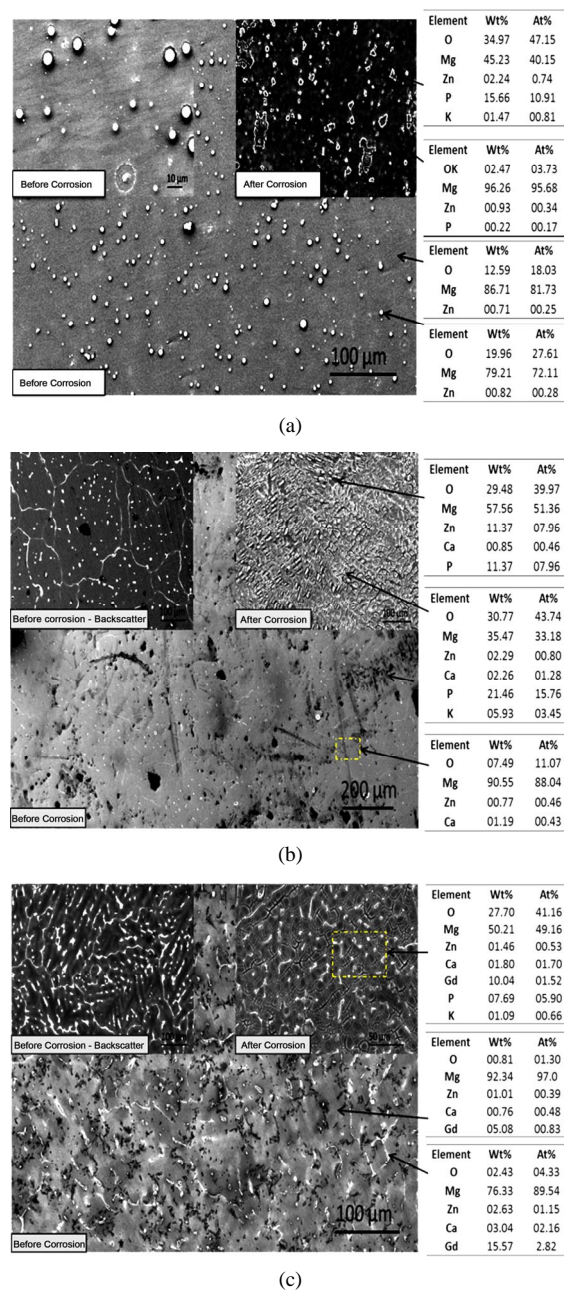 Element Wt% At%
O 34.97 47.15
Mg 45.23 40.15
Zn 02.24 0.74
P 15.66 10.91
K 01.47 00.81
Before Corrosion
10 µm
After Corrosion
Element Wt% At%
OK 02.47 03.73
Mg 96.26 95.68
Zn 00.93 00.34
P 00.22 00.17
Element Wt% At%
O 12.59 18.03
Mg 86.71 81.73
Zn 00.71 00.25
Element Wt% At%
O 19.96 27.61
Mg 79.21 72.11
Zn 00.82 00.28
100 µm
Before Corrosion
(a)
Element Wt% At%
O 29.48 39.97
Mg 57.56 51.36
Zn 11.37 07.96
Ca 00.85 00.46
P 11.37 07.96
Before corrosion - Backscatter
After Corrosion
Element Wt% At%
O 30.77 43.74
Mg 35.47 33.18
Zn 02.29 00.80
Ca 02.26 01.28
P 21.46 15.76
K 05.93 03.45
Element Wt% At%
O 07.49 11.07
Mg 90.55 88.04
Zn 00.77 00.46
Ca 01.19 00.43
200 µm
Before Corrosion
(b)
Element Wt% At%
O 27.70 41.16
Mg 50.21 49.16
Zn 01.46 00.53
Ca 01.80 01.70
Gd 10.04 01.52
P 07.69 05.90
K 01.09 00.66
Before Corrosion - Backscatter
After Corrosion
50 µm
Element Wt% At%
O 00.81 01.30
Mg 92.34 97.0
Zn 01.01 00.39
Ca 00.76 00.48
Gd 05.08 00.83
Element Wt% At%
O 02.43 04.33
Mg 76.33 89.54
Zn 02.63 01.15
Ca 03.04 02.16
Gd 15.57 2.82
100 µm
Before Corrosion
(c)